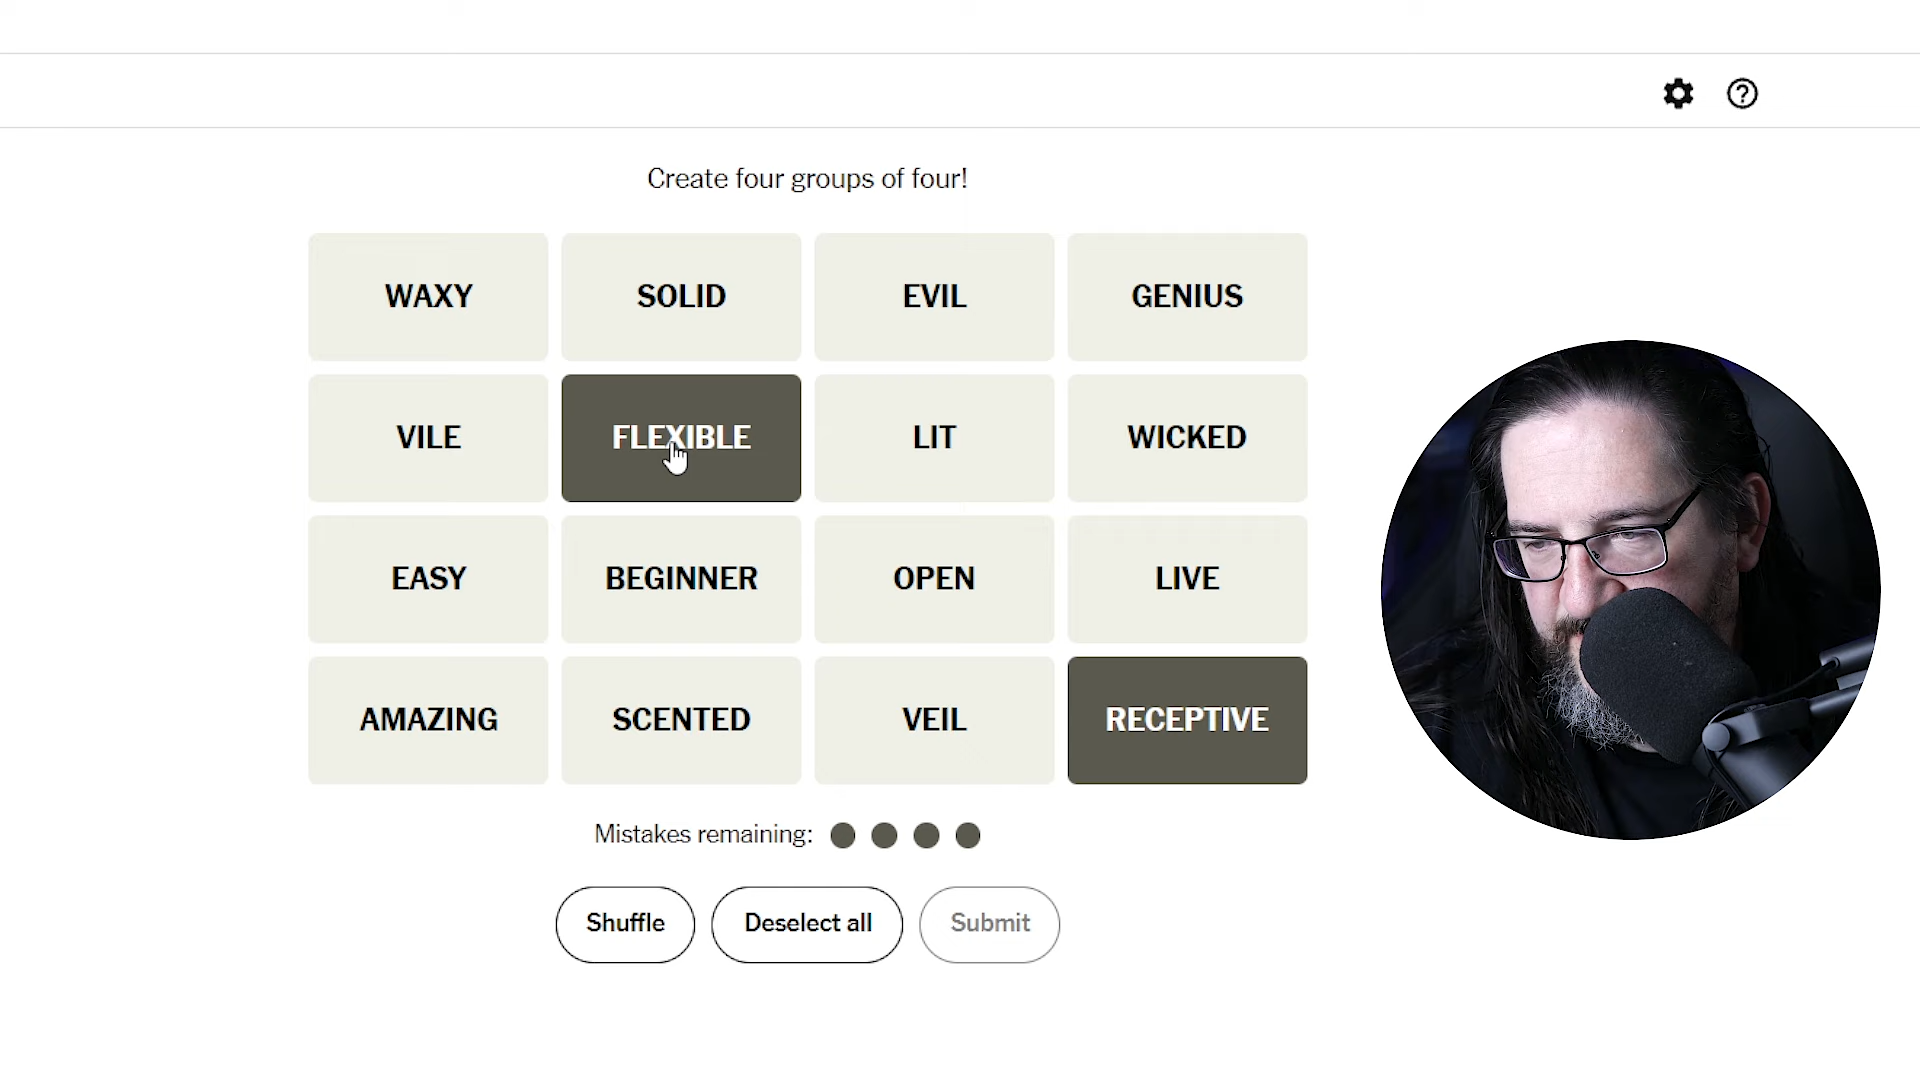 Create four groups of four!
WAXY SOLID EVIL GENIUS
VILE FLEXIBLE LIT WICKED
EASY BEGINNER OPEN LIVE
AMAZING SCENTED VEIL RECEPTIVE
Mistakes remaining:
Shuffle Deselect all Submit